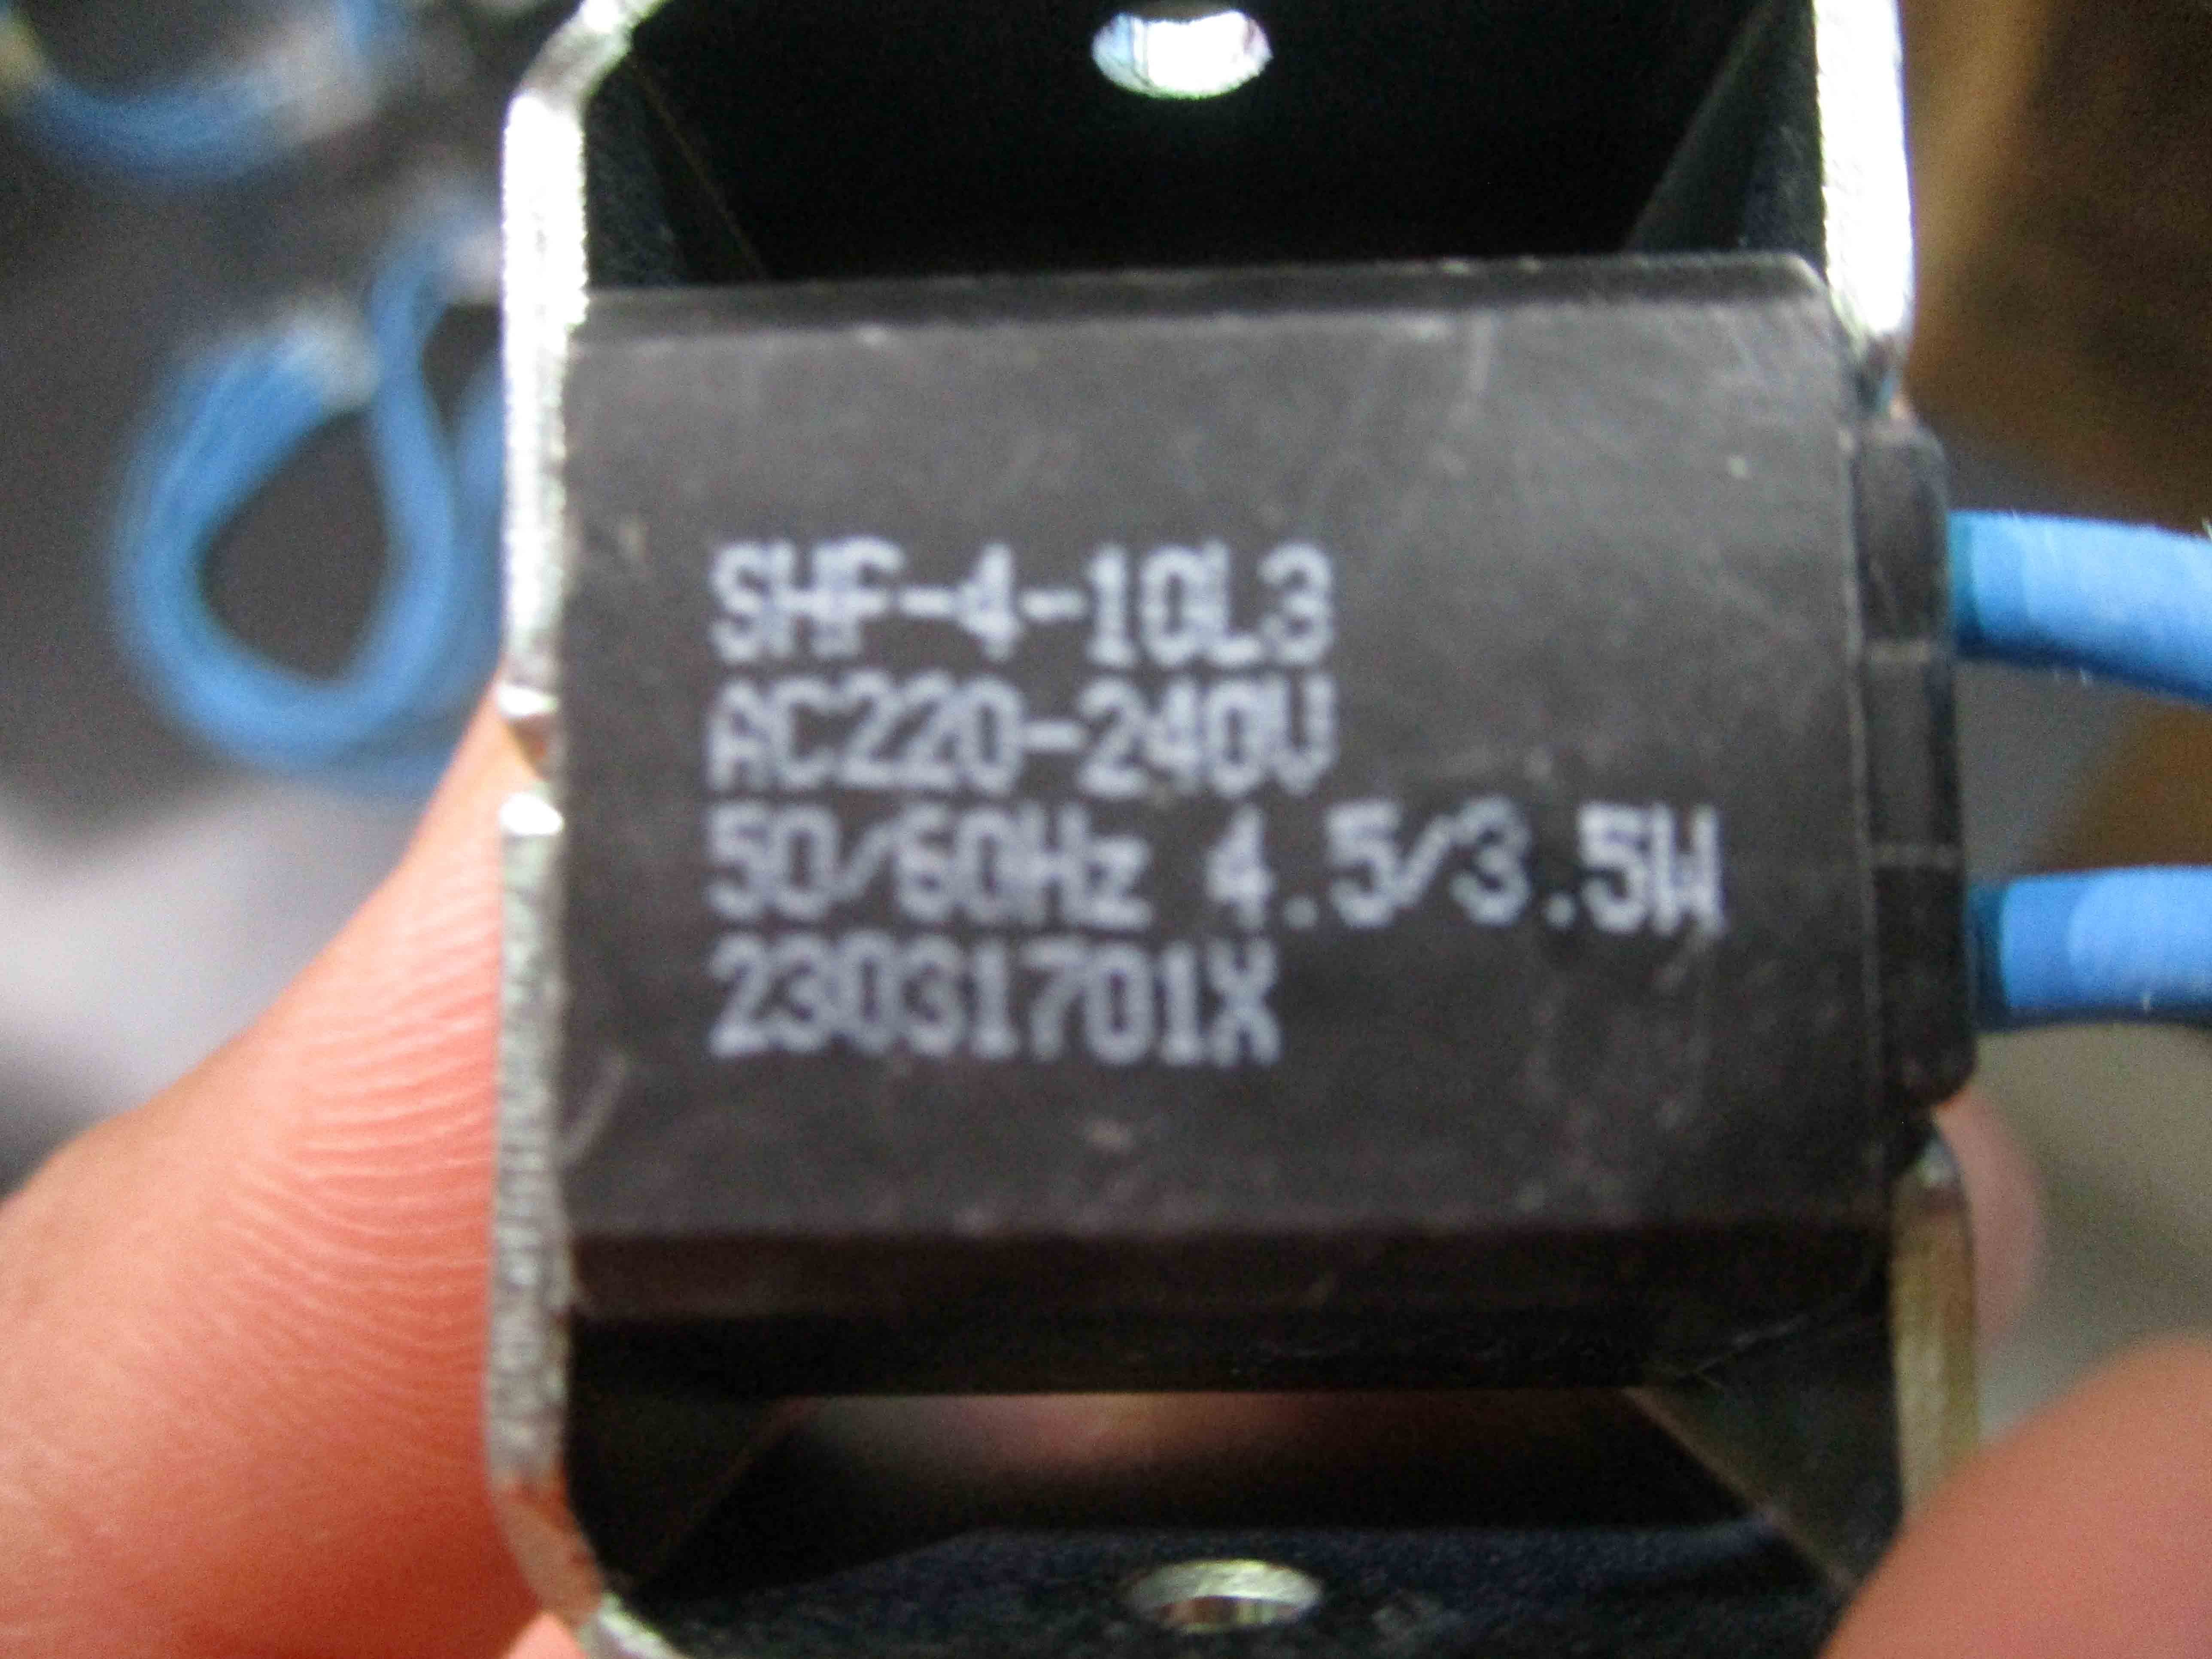 SHF-4-10L3
AC220-240V
50/60Hz 4.5/3.5W
23031701X